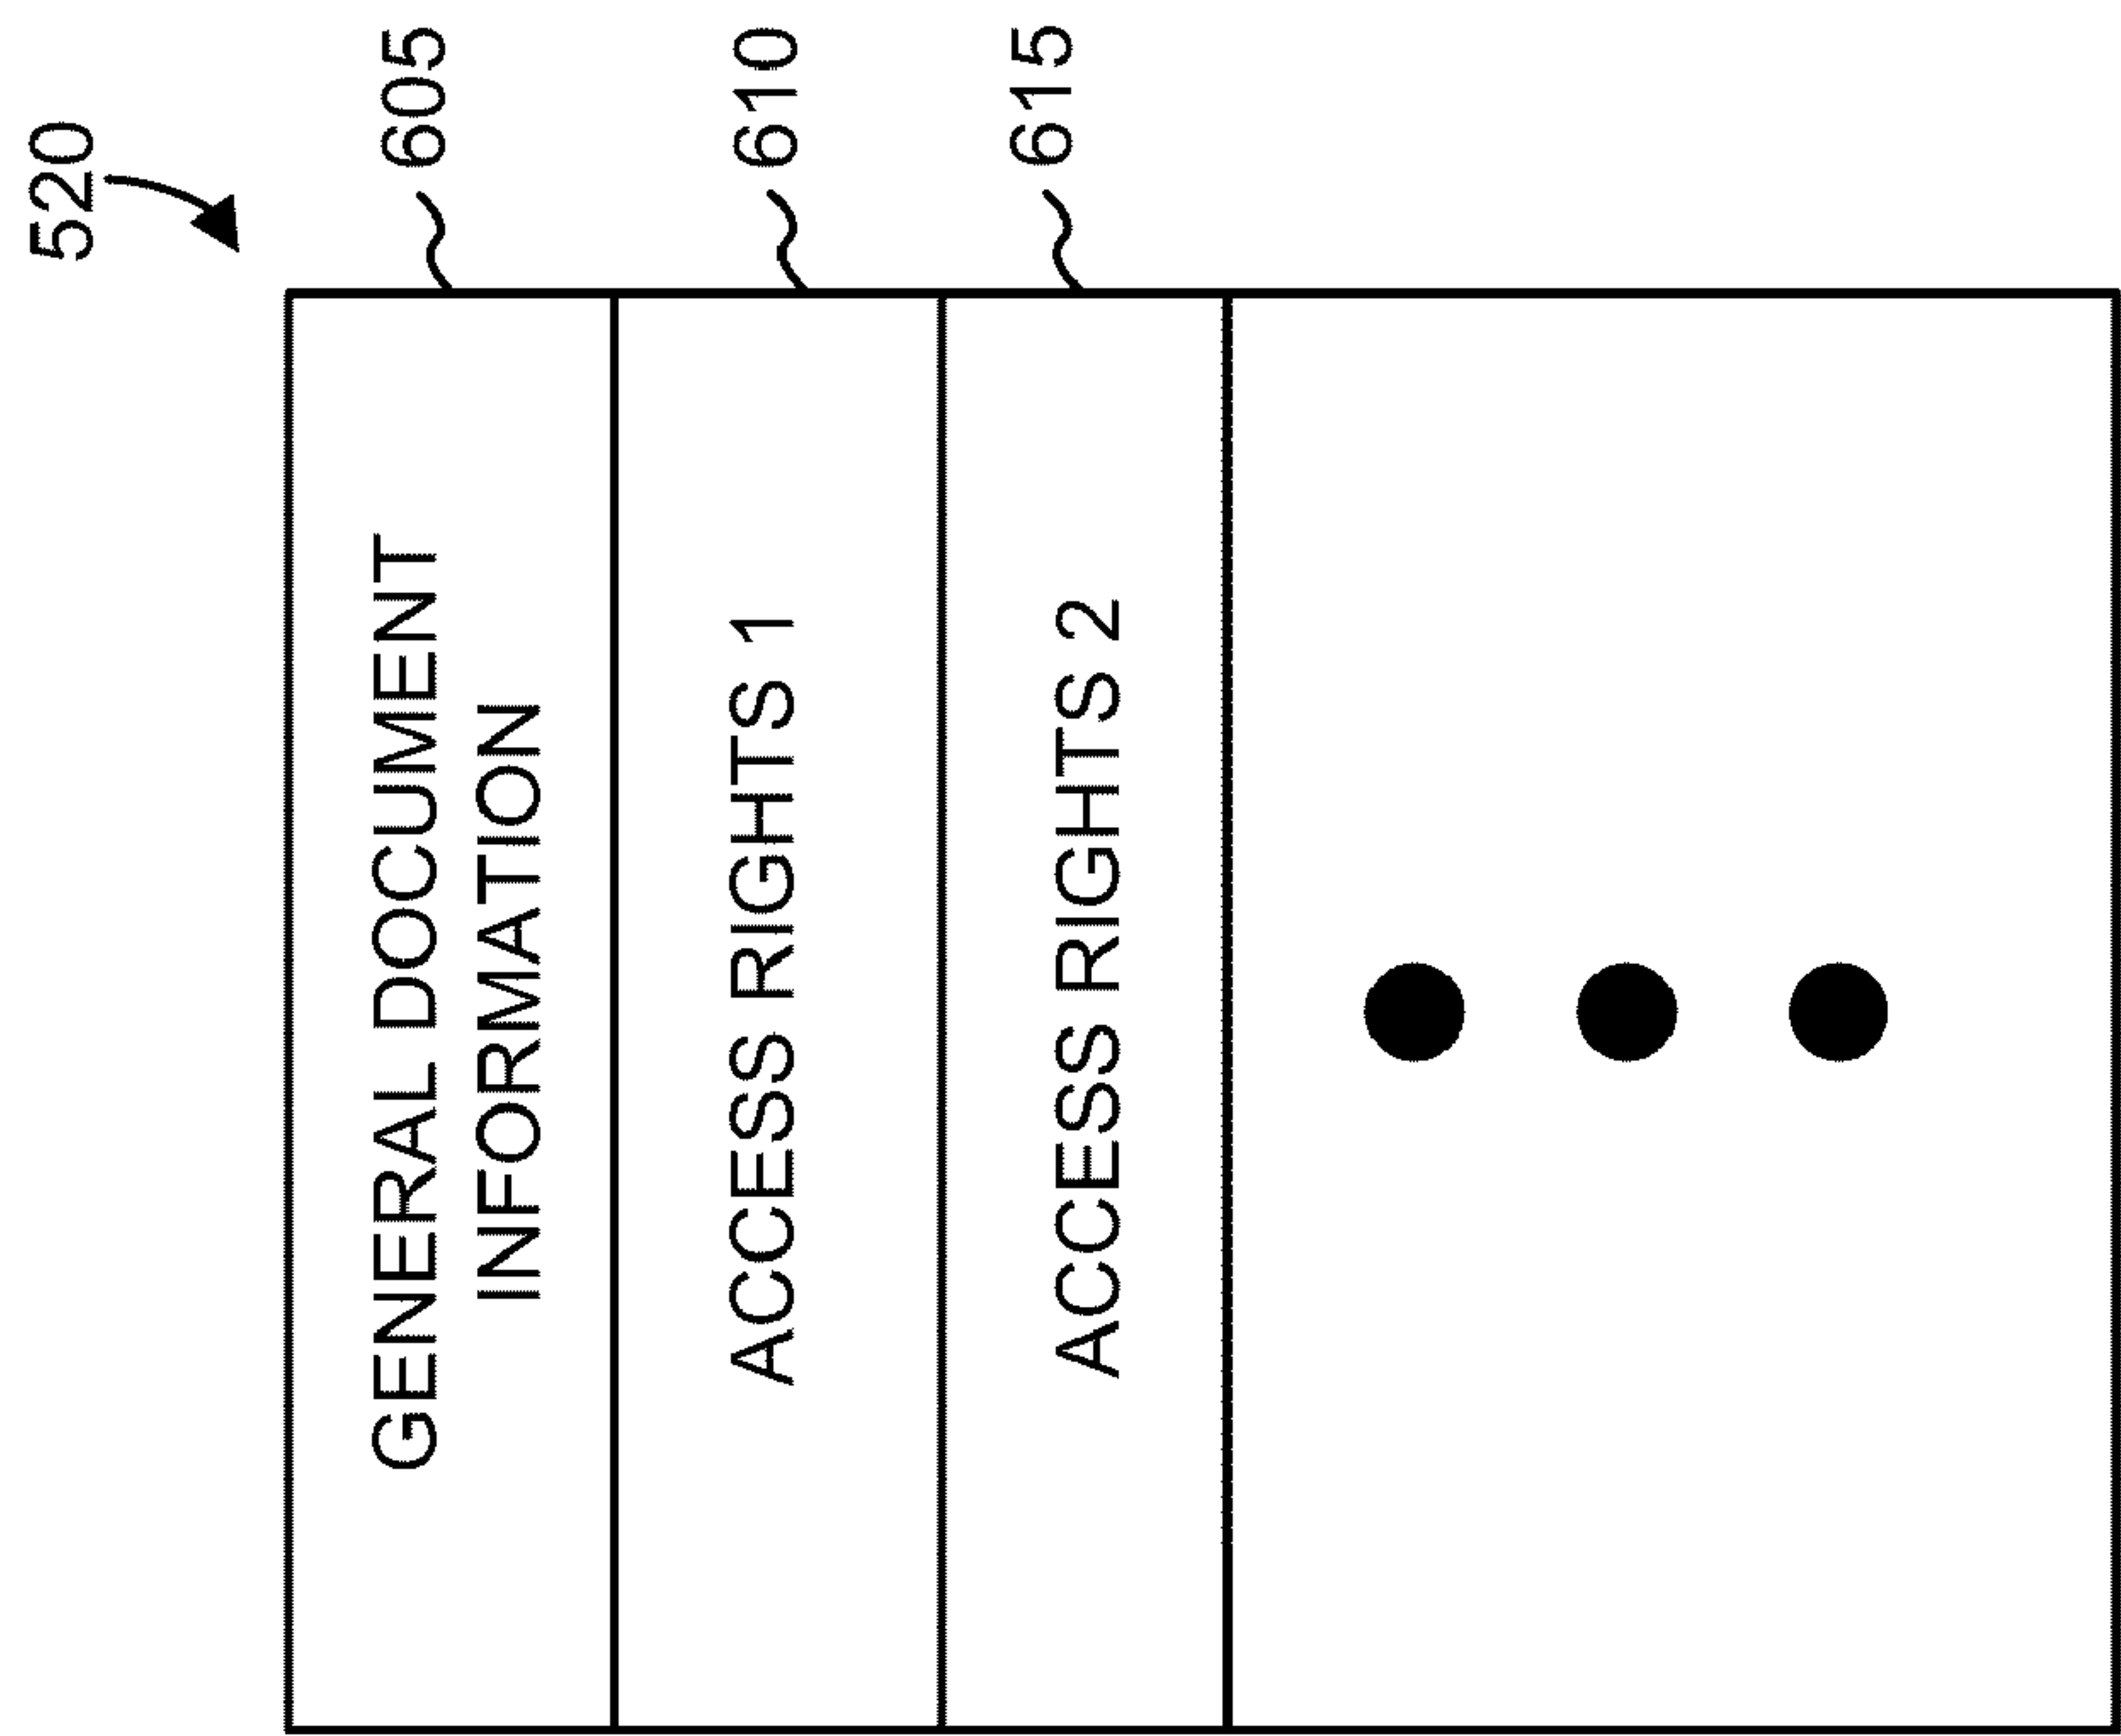 520
605
610
615
GENERAL DOCUMENT
INFORMATION
ACCESS RIGHTS 1
ACCESS RIGHTS 2